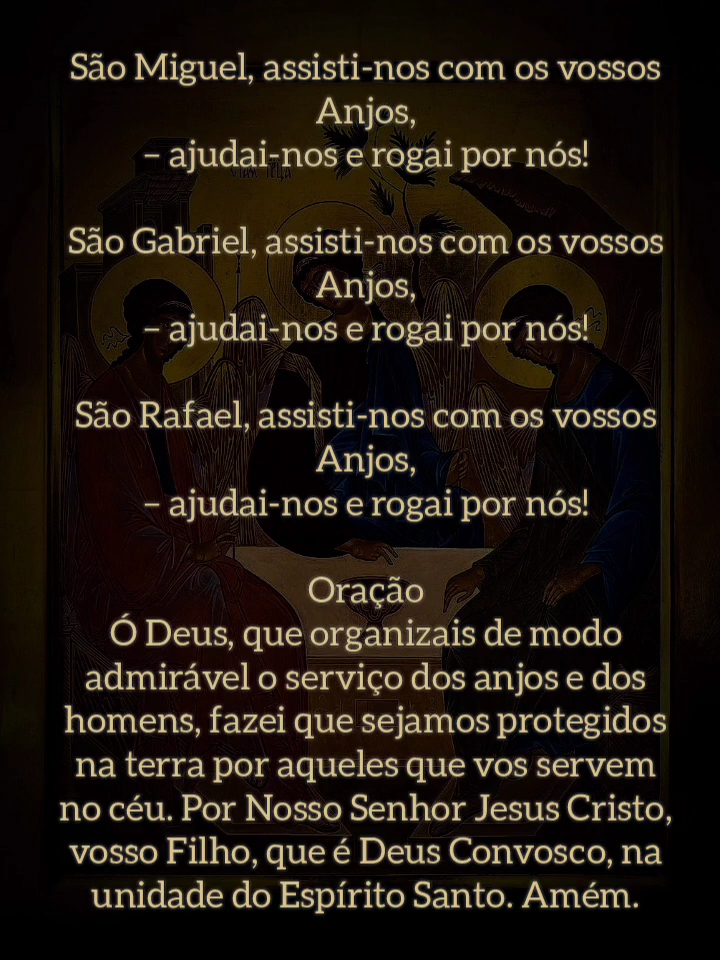 São Miguel, assisti-nos com os vossos
Anjos,
– ajudai-nos e rogai por nós!
São Gabriel, assisti-nos com os vossos
Anjos,
– ajudai-nos e rogai por nós!
São Rafael, assisti-nos com os vossos
Anjos,
– ajudai-nos e rogai por nós!
Oração
Ó Deus, que organizais de modo
admirável o serviço dos anjos e dos
homens, fazei que sejamos protegidos
na terra por aqueles que vos servem
no céu. Por Nosso Senhor Jesus Cristo,
vosso Filho, que é Deus Convosco, na
unidade do Espírito Santo. Amém.